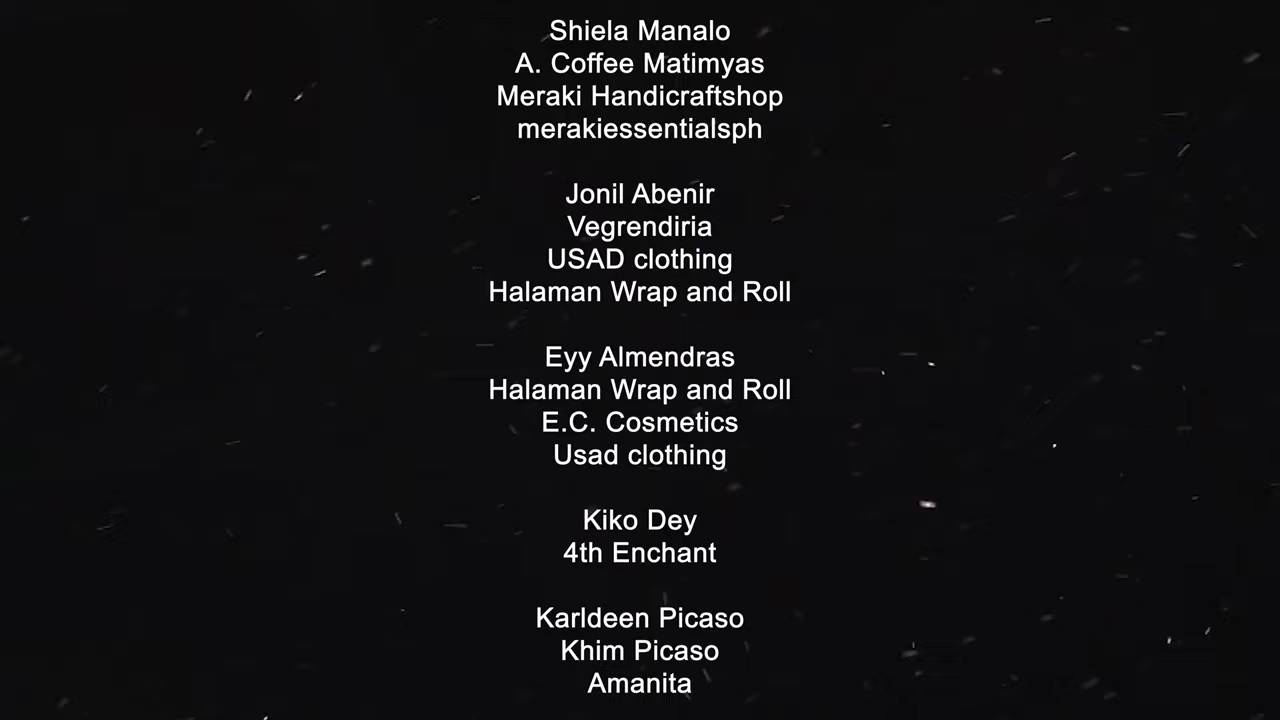 Shiela Manalo
A. Coffee Matimyas
Meraki Handicraftshop
merakiessentialsph
Jonil Abenir
Vegrendiria
USAD clothing
Halaman Wrap and Roll
Eyy Almendras
Halaman Wrap and Roll
E.C. Cosmetics
Usad clothing
Kiko Dey
4th Enchant
Karldeen Picaso
Khim Picaso
Amanita